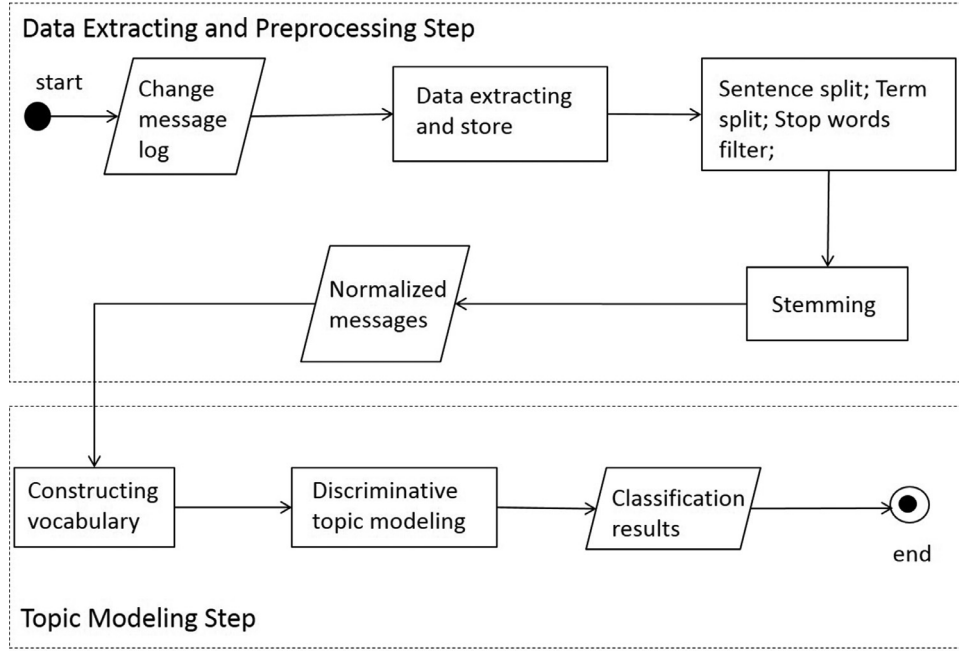 Data Extracting and Preprocessing Step
start
Change
message
log
Data extracting
and store
Sentence split; Term
split; Stop words
filter;
Normalized
messages
Stemming
Constructing
vocabulary
Discriminative
topic modeling
Classification
results
end
Topic Modeling Step